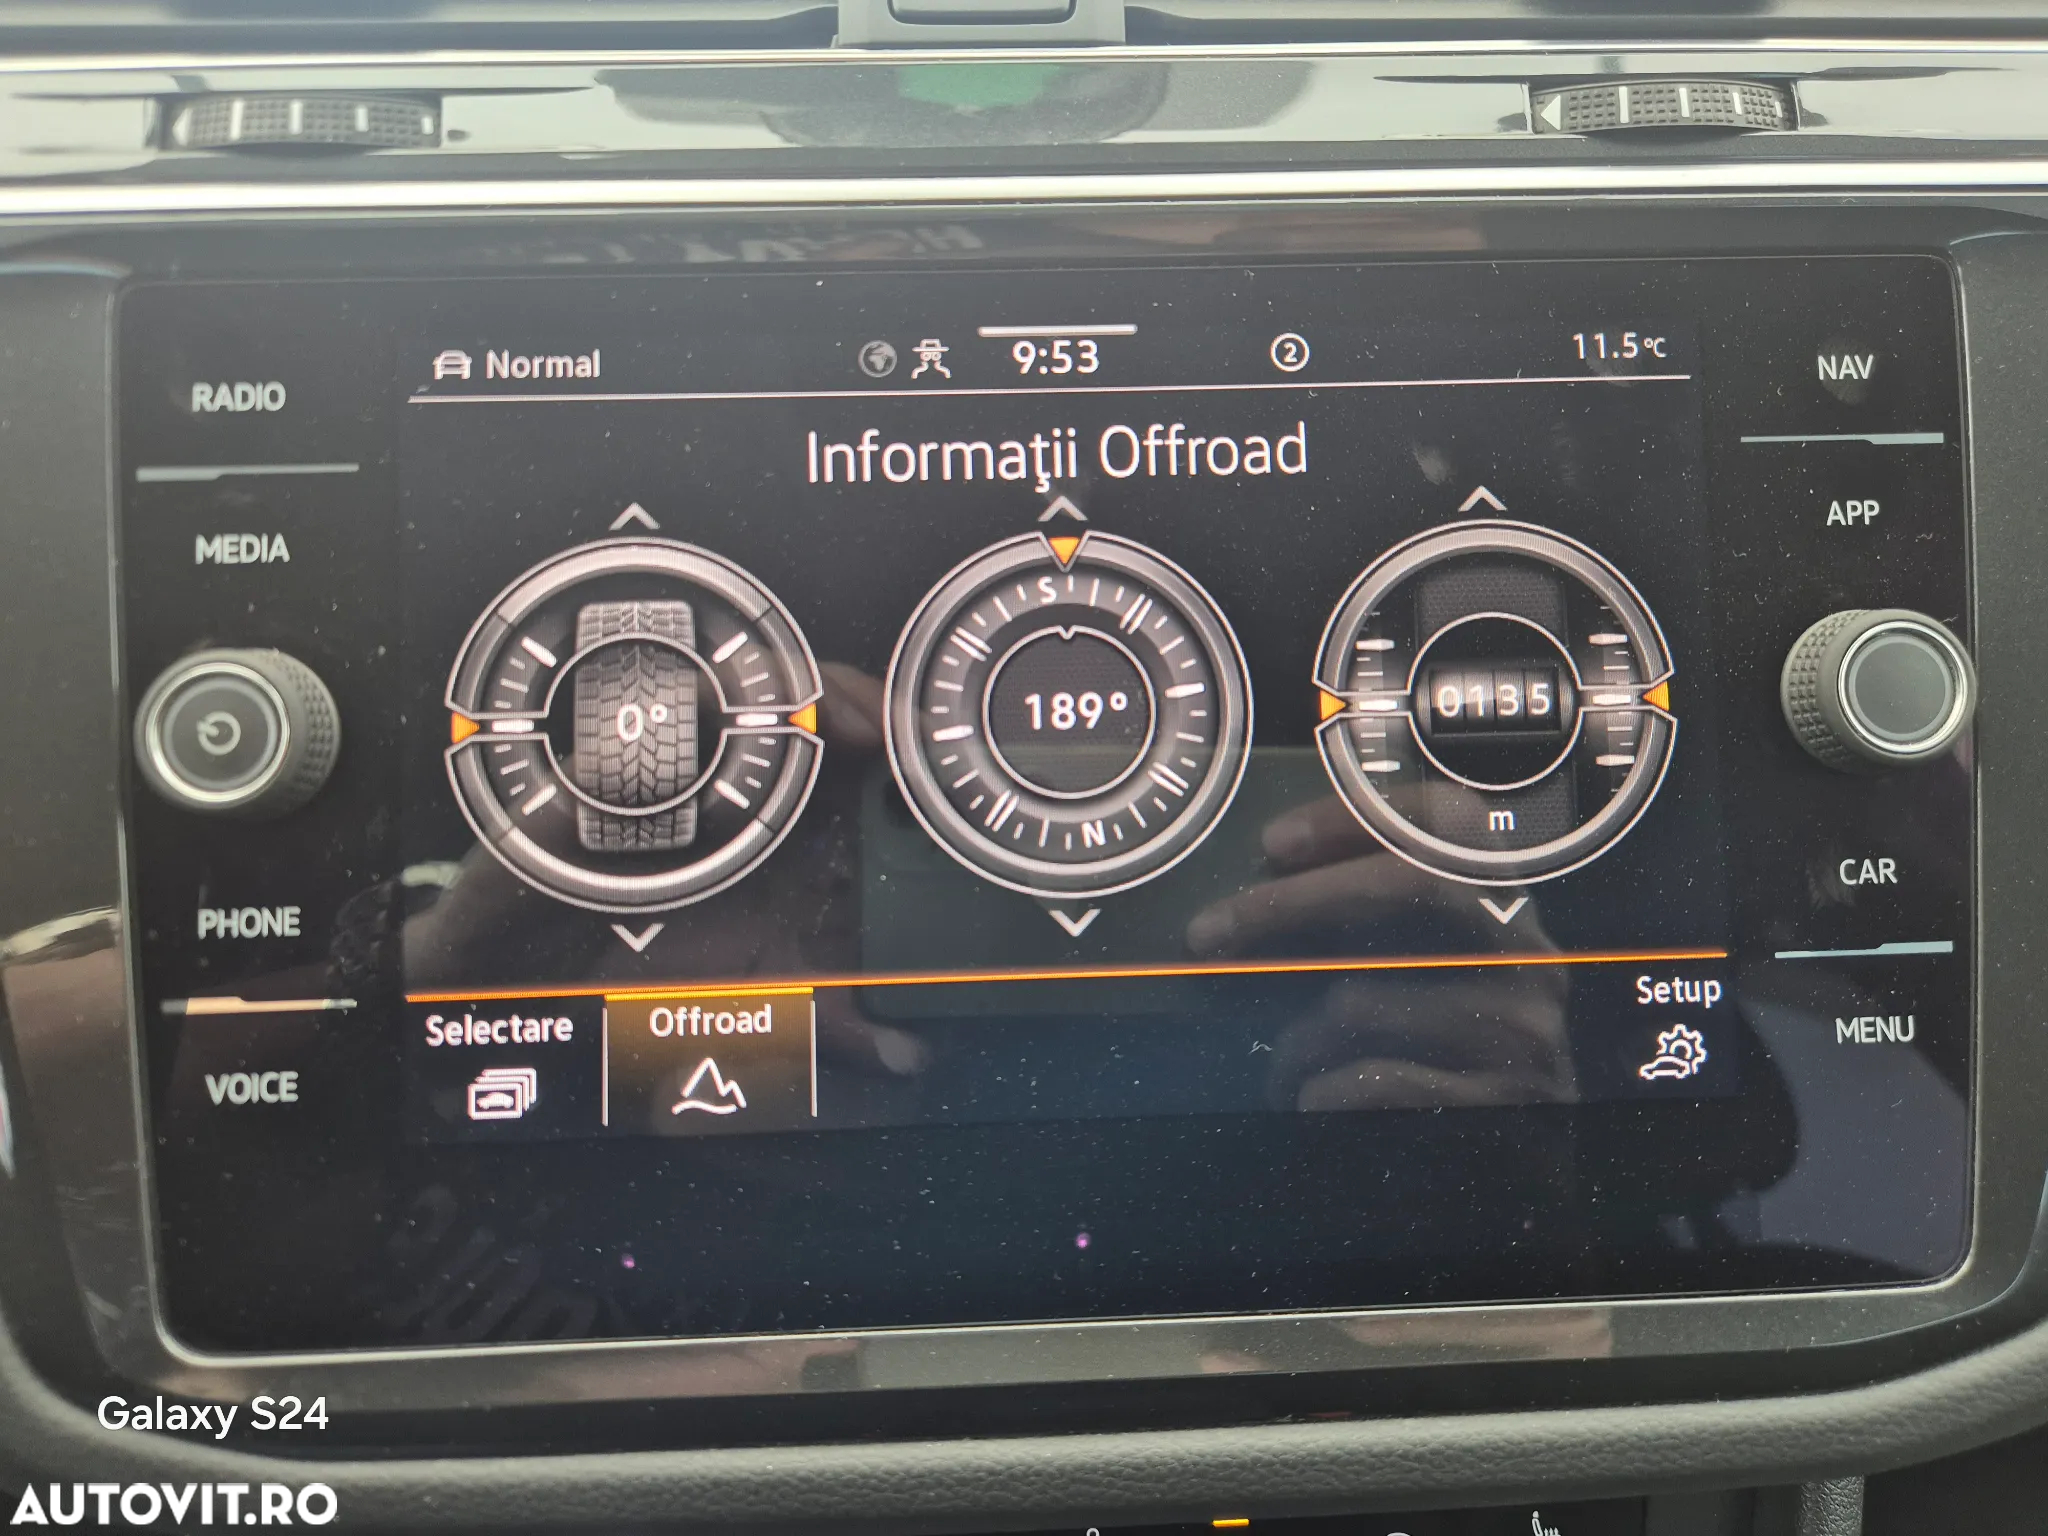 Normal
9:53
2
11.5°C
RADIO
MEDIA
PHONE
VOICE
Informaţii Offroad
0°
S
189°
N
0135
m
Selectare
Offroad
Setup
NAV
APP
CAR
MENU
Galaxy S24
AUTOVIT.RO